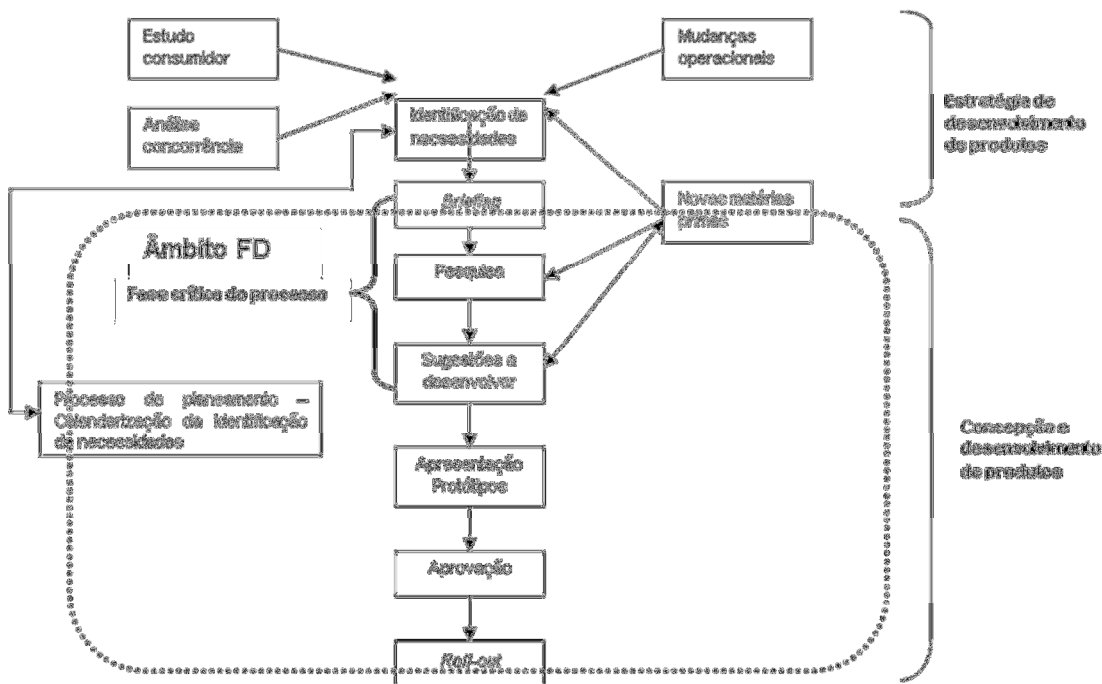 Estudo
consumidor
Mudanças
operacionais
Análise
concorrência
Identificação de
necessidades
Estratégia de
desenvolvimento
de produtos
Briefing
Novas matérias
primas
Âmbito FD
Fase crítica do processo
Pesquisa
Sugestões a
desenvolver
Processo de planeamento –
Calenderização da identificação
de necessidades
Concepção e
desenvolvimento
de produtos
Apresentação
Protótipos
Aprovação
Roll-out